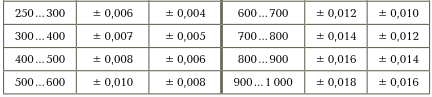 250…300 ± 0,006 ± 0,004 600…700 ± 0,012 ± 0,010
300…400 ± 0,007 ± 0,005 700…800 ± 0,014 ± 0,012
400…500 ± 0,008 ± 0,006 800…900 ± 0,016 ± 0,014
500…600 ± 0,010 ± 0,008 900…1 000 ± 0,018 ± 0,016